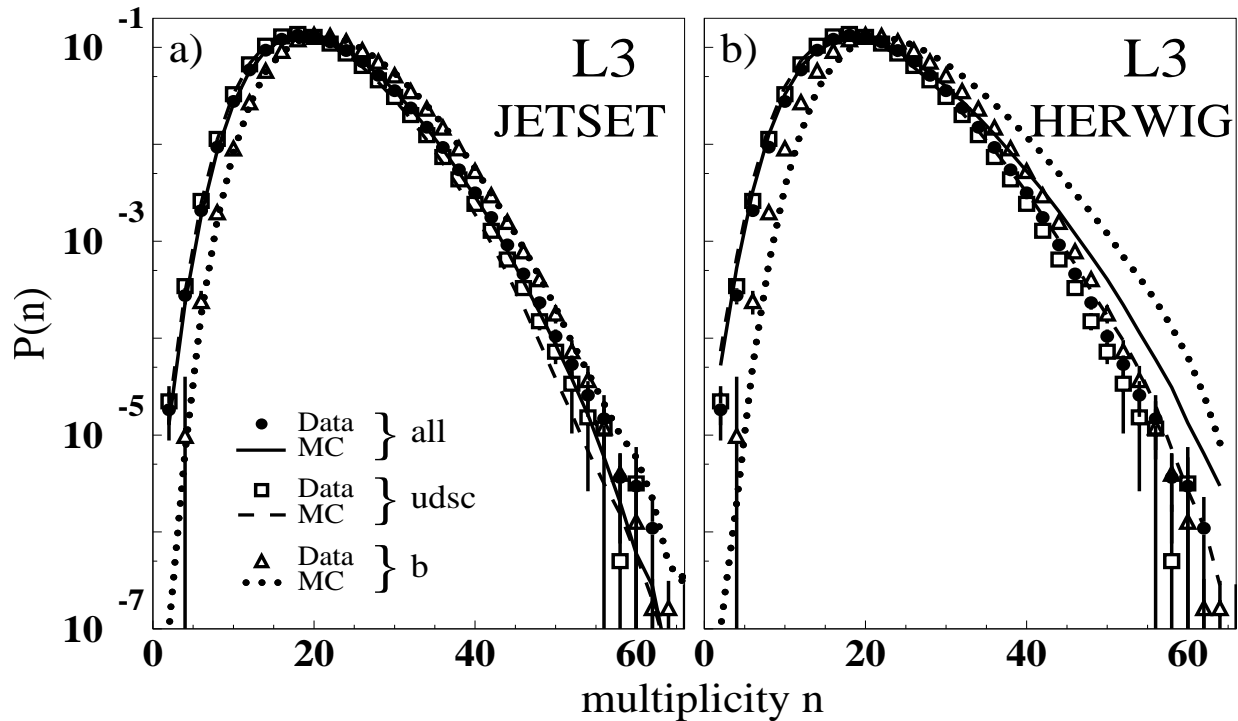 a) L3
JETSET
b) L3
HERWIG
P(n)
10 -1
10 -3
10 -5
10 -7
Data
MC } all
Data
MC } udsc
Data
MC } b
0 20 40 60
0 20 40 60
multiplicity n